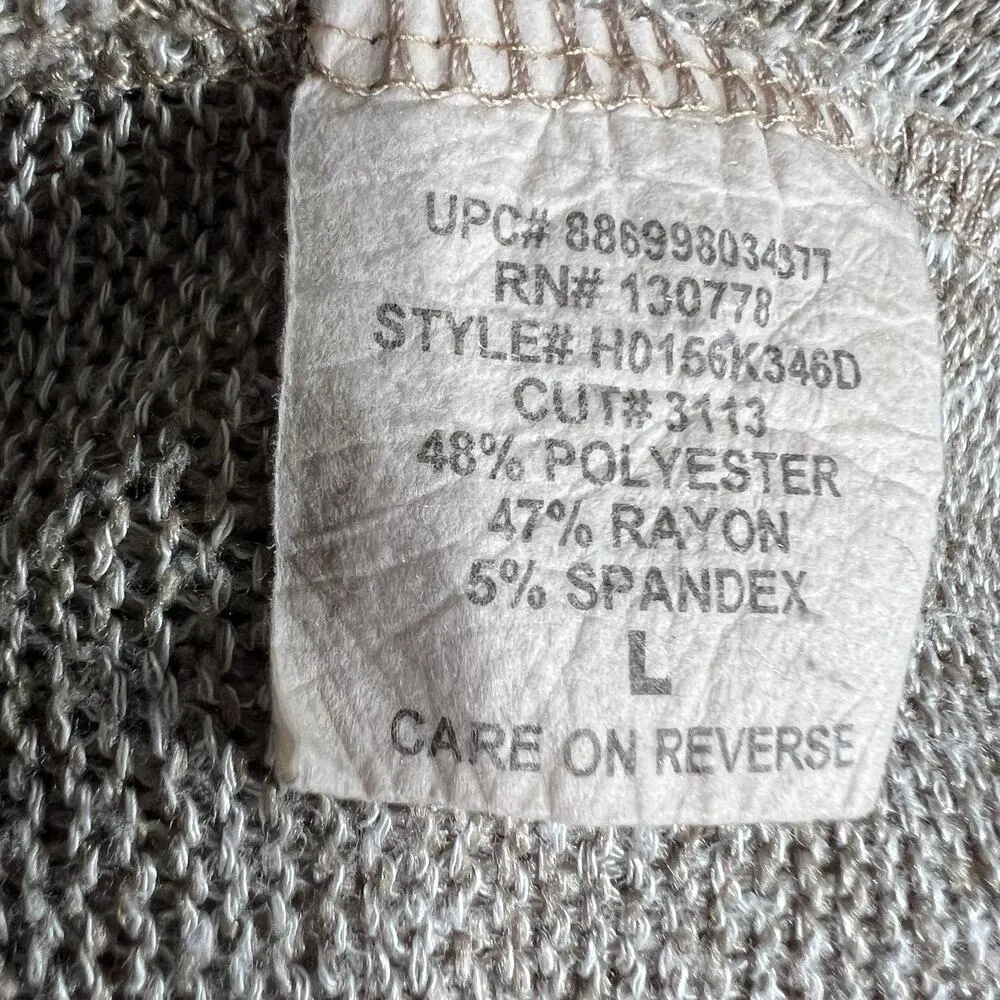 UPC# 886998034377
RN# 130778
STYLE# H0156K346D
CUT# 3113
48% POLYESTER
47% RAYON
5% SPANDEX
L
CARE ON REVERSE